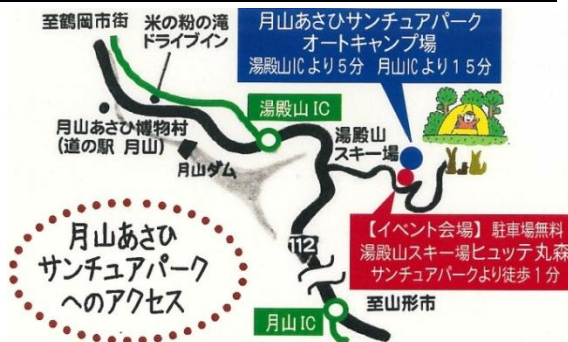 至鶴岡市街
米の粉の滝
ドライブイン
月山あさひサンチュアパーク
オートキャンプ場
湯殿山ICより5分 月山ICより15分
湯殿山 IC
月山あさひ博物村
(道の駅 月山)
月山ダム
湯殿山
スキー場
【イベント会場】 駐車場無料
湯殿山スキー場ヒュッテ丸森
サンチュアパークより徒歩1分
112
月山あさひ
サンチュアパーク
へのアクセス
月山 IC
至山形市